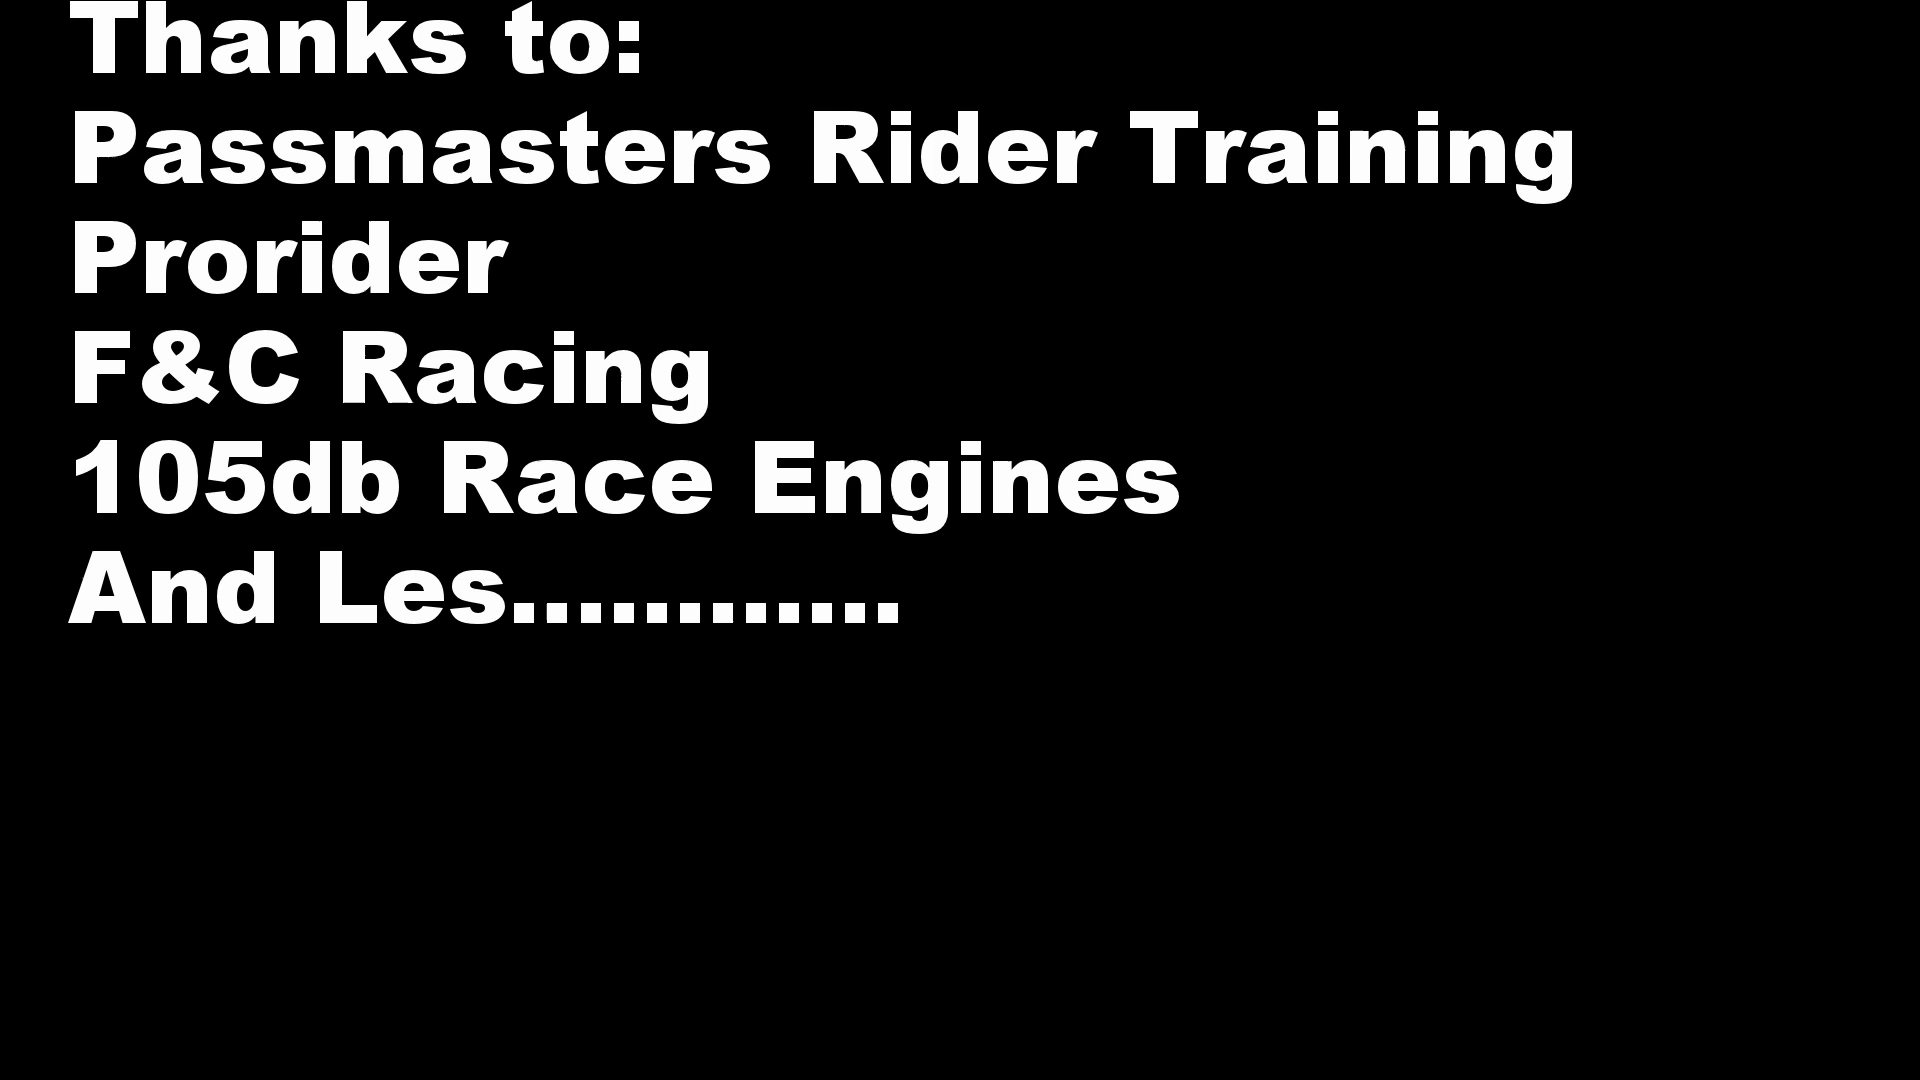 Thanks to:
Passmasters Rider Training
Prorider
F&C Racing
105db Race Engines
And Les............